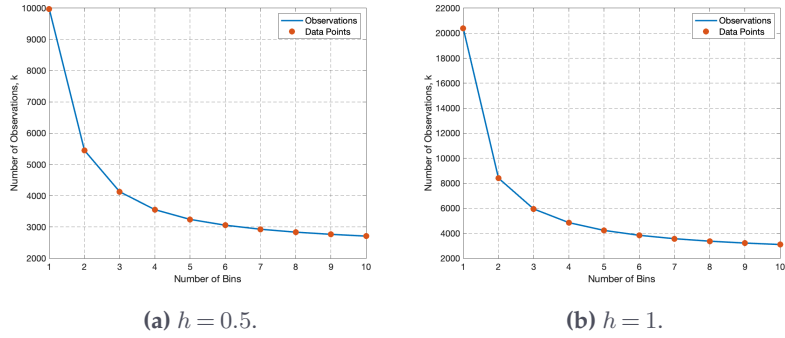 10000
9000
8000
7000
6000
5000
4000
3000
2000
1 2 3 4 5 6 7 8 9 10
Number of Observations, k
Number of Bins
Observations
Data Points
(a) h = 0.5.
22000
20000
18000
16000
14000
12000
10000
8000
6000
4000
2000
1 2 3 4 5 6 7 8 9 10
Number of Observations, k
Number of Bins
Observations
Data Points
(b) h = 1.